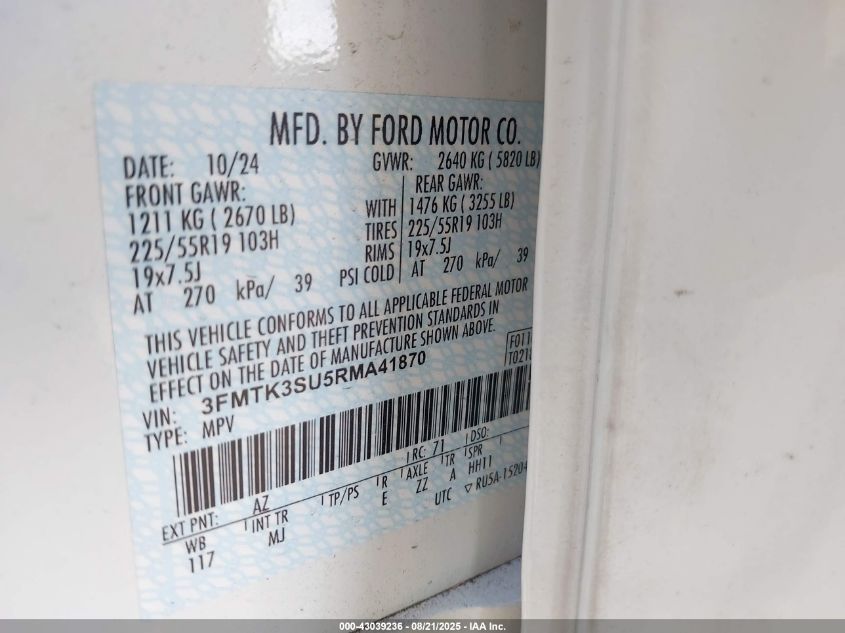 MFD. BY FORD MOTOR CO.
DATE: 10/24 GVWR: 2640 KG ( 5820 LB)
FRONT GAWR: REAR GAWR:
1211 KG ( 2670 LB) WITH 1476 KG ( 3255 LB)
225/55R19 103H TIRES 225/55R19 103H
19x7.5J RIMS 19x7.5J
AT 270 kPa/ 39 PSI COLD AT 270 kPa/ 39
THIS VEHICLE CONFORMS TO ALL APPLICABLE FEDERAL MOTOR
VEHICLE SAFETY AND THEFT PREVENTION STANDARDS IN
EFFECT ON THE DATE OF MANUFACTURE SHOWN ABOVE.
VIN: 3FMTK3SU5RMA41870
TYPE: MPV
RC: 71 DSO:
EXT PNT: AZ TP/PS R AXLE TR SPR
E ZZ A HH11
WB INT TR UTC ▽ RU5A-15204
117 MJ
000-43039236 - 08/21/2025 - IAA Inc.